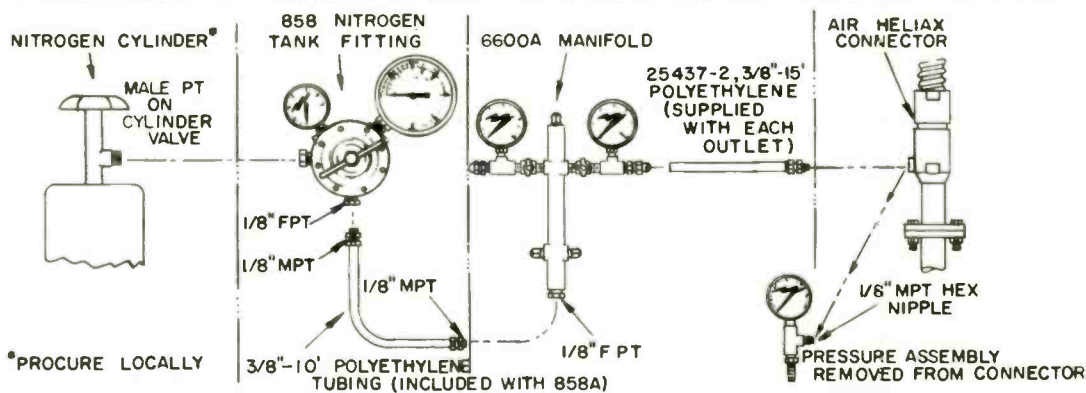 NITROGEN CYLINDER*
MALE PT
ON
CYLINDER
VALVE
*PROCURE LOCALLY
858 NITROGEN
TANK FITTING
1/8" FPT
1/8" MPT
1/8" MPT
3/8"-10' POLYETHYLENE
TUBING (INCLUDED WITH 858A)
6600A MANIFOLD
25437-2, 3/8"-15'
POLYETHYLENE
(SUPPLIED
WITH EACH
OUTLET)
1/8" F PT
AIR HELIAX
CONNECTOR
1/8" MPT HEX
NIPPLE
PRESSURE ASSEMBLY
REMOVED FROM CONNECTOR